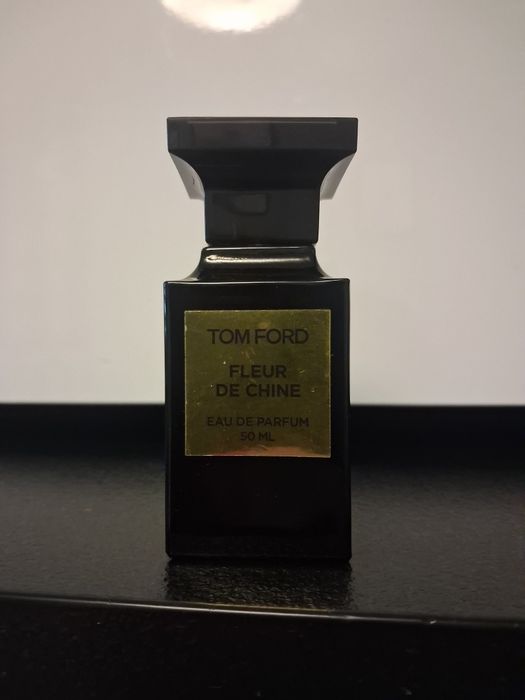 TOM FORD
FLEUR
DE CHINE
EAU DE PARFUM
50 ML